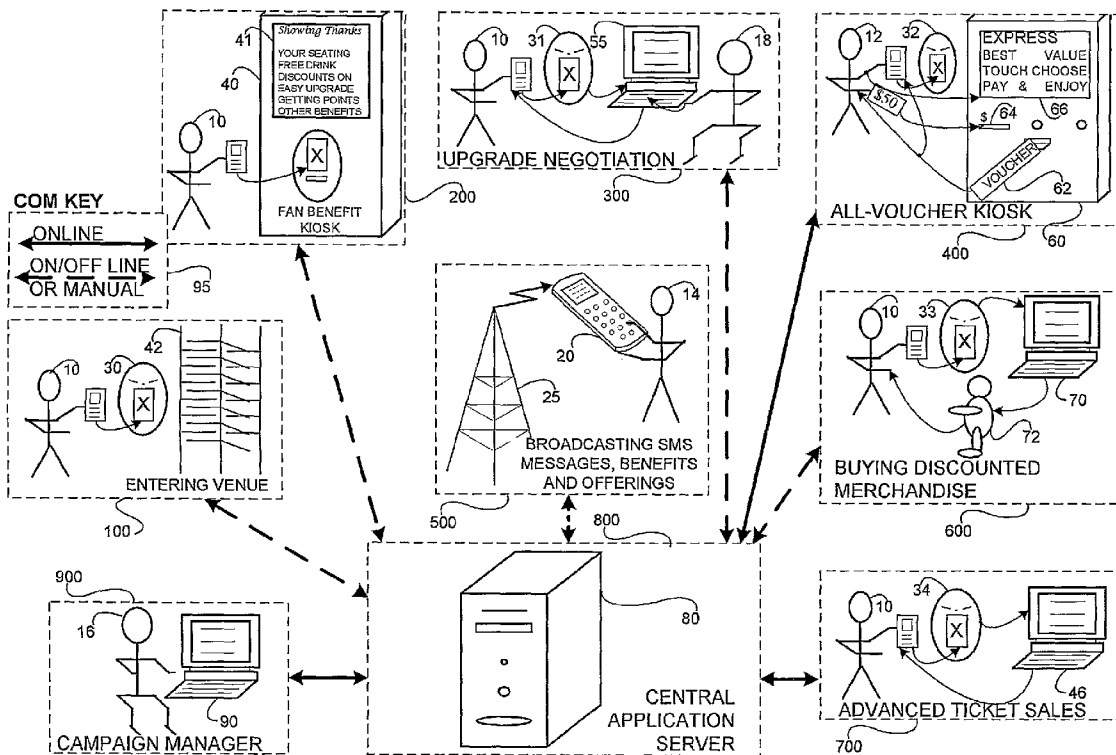 41
Showing Thanks
YOUR SEATING
FREE DRINK
DISCOUNTS ON
EASY UPGRADE
GETTING POINTS
OTHER BENEFITS
40
10
X
FAN BENEFIT
KIOSK
200
10
31
55
18
X
UPGRADE NEGOTIATION
300
12
32
X
EXPRESS
BEST VALUE
TOUCH CHOOSE
PAY & ENJOY
$50
$
64
66
VOUCHER
62
ALL-VOUCHER KIOSK
400
60
COM KEY
ONLINE
ON/OFF LINE
OR MANUAL
95
42
10
30
X
ENTERING VENUE
100
14
20
25
BROADCASTING SMS
MESSAGES, BENEFITS
AND OFFERINGS
500
10
33
X
70
72
BUYING DISCOUNTED
MERCHANDISE
600
900
16
90
CAMPAIGN MANAGER
800
80
CENTRAL
APPLICATION
SERVER
10
34
X
46
ADVANCED TICKET SALES
700